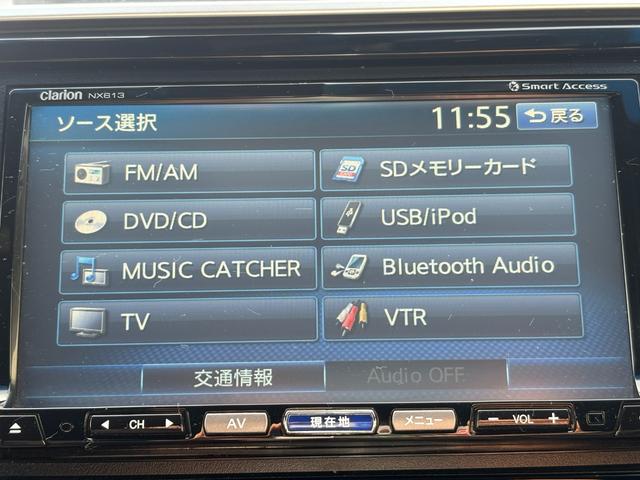 Clarion NX613
Smart Access
ソース選択
11:55
戻る
FM/AM
SDメモリーカード
SD
DVD/CD
USB/iPod
MUSIC CATCHER
Bluetooth Audio
TV
VTR
交通情報
Audio OFF
CH
AV
現在地
メニュー
− VOL +